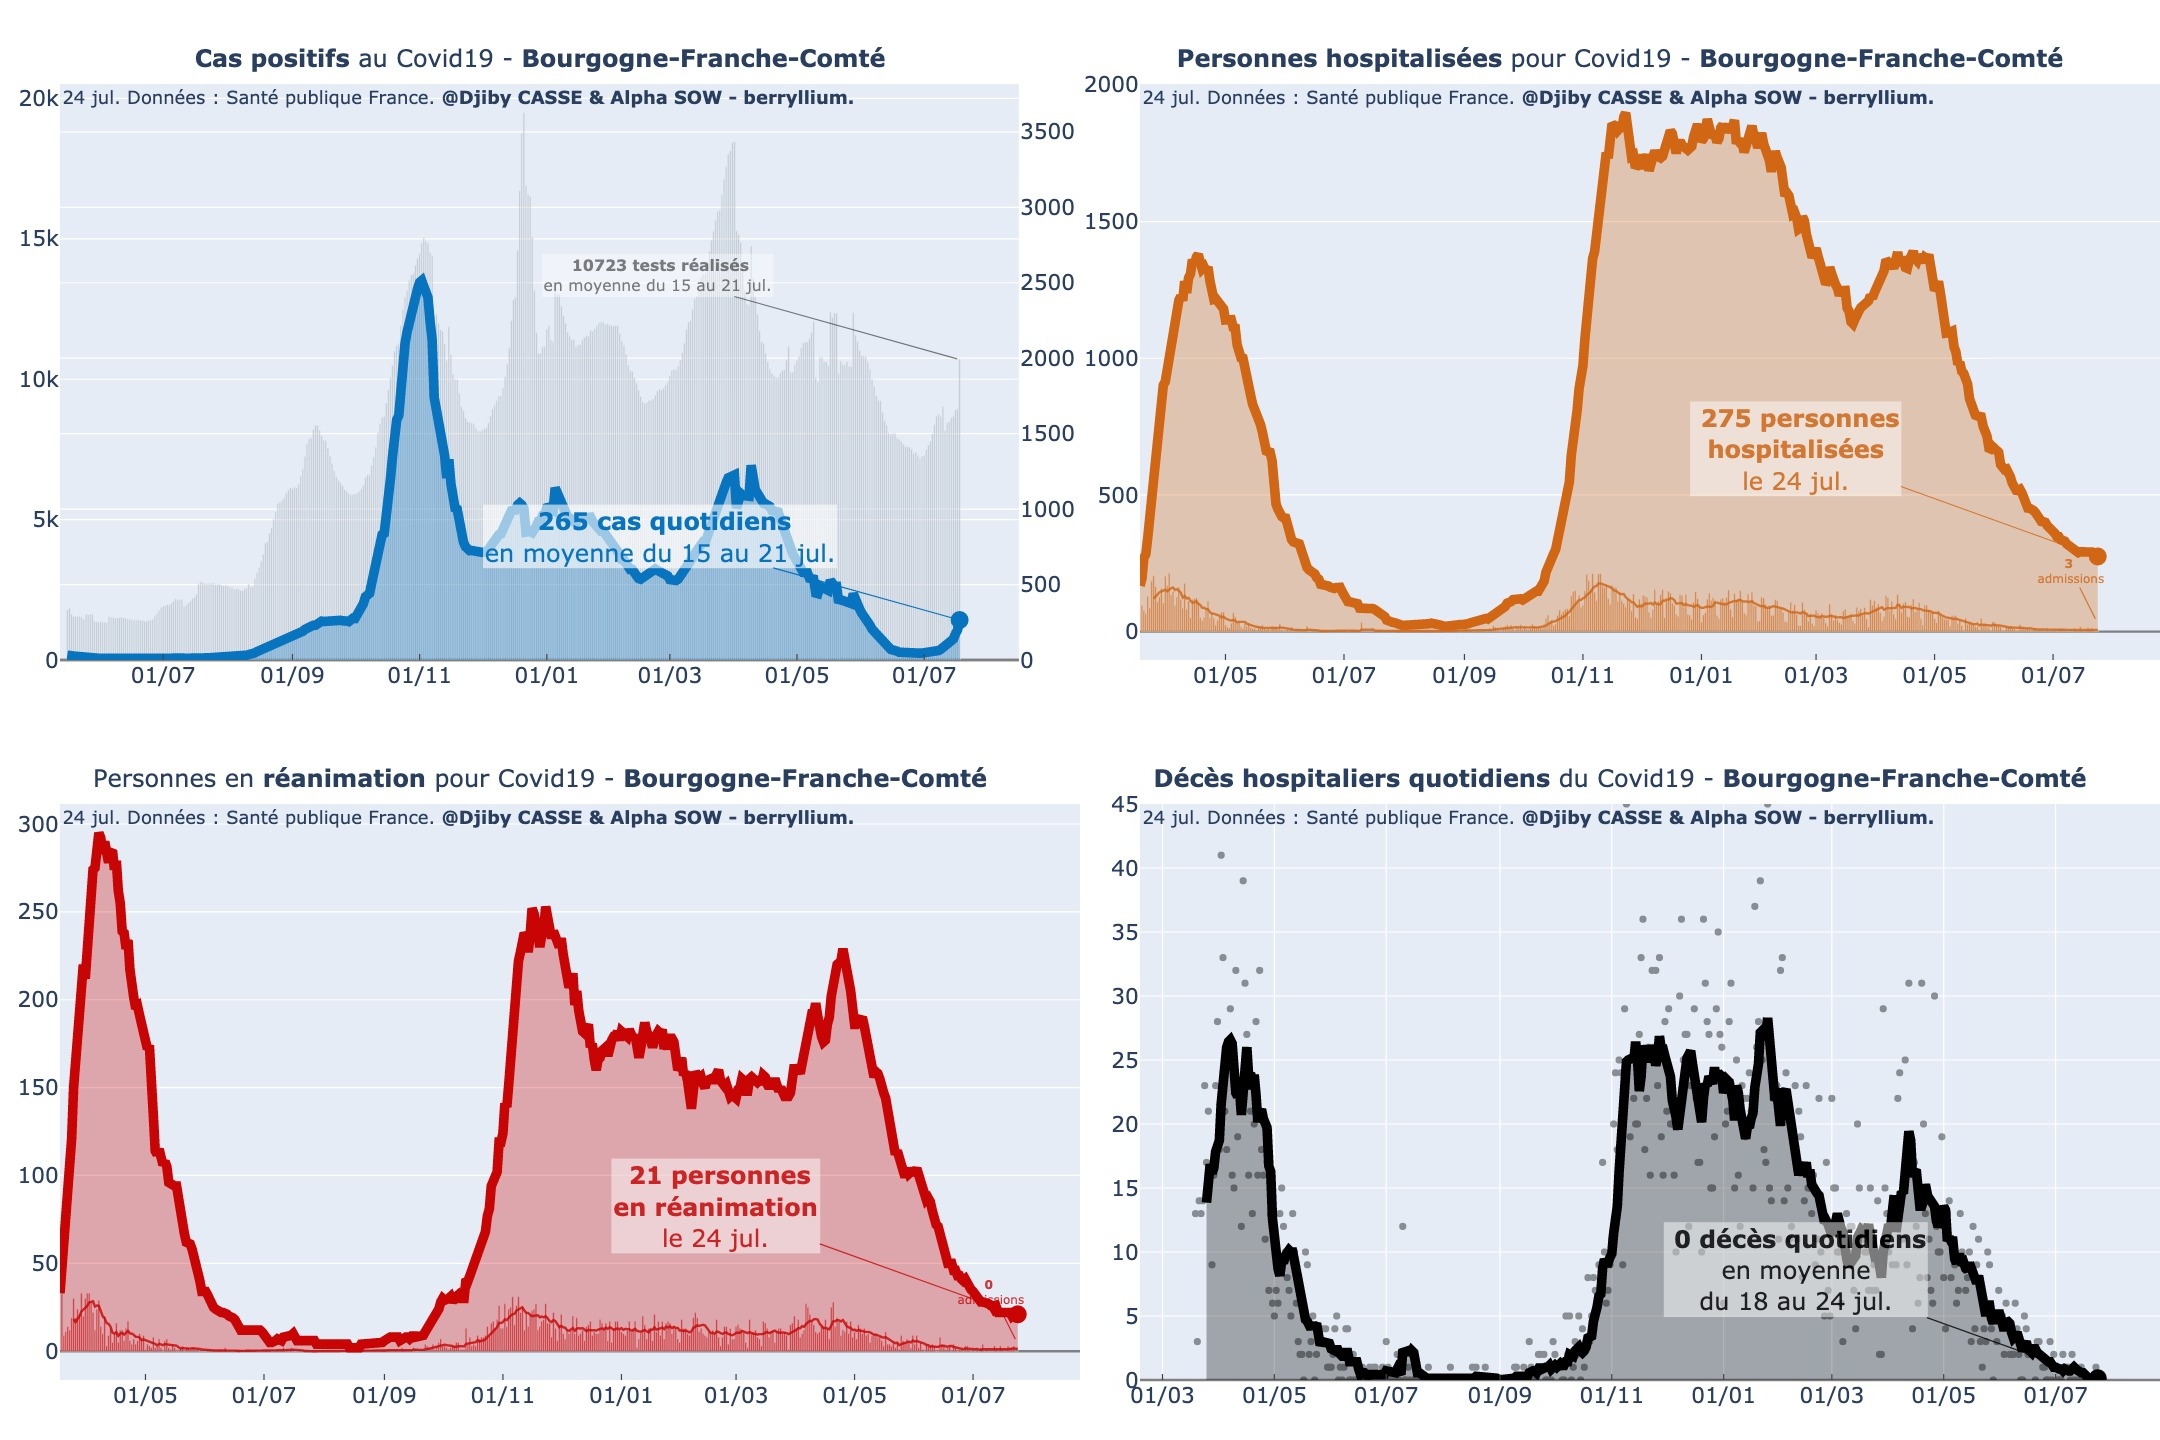 Cas positifs au Covid19 - Bourgogne-Franche-Comté
24 jul. Données : Santé publique France. @Djiby CASSE & Alpha SOW - berryllium.
20k
15k
10k
5k
0
3500
3000
2500
2000
1500
1000
500
0
10723 tests réalisés
en moyenne du 15 au 21 jul.
265 cas quotidiens
en moyenne du 15 au 21 jul.
01/07 01/09 01/11 01/01 01/03 01/05 01/07
Personnes hospitalisées pour Covid19 - Bourgogne-Franche-Comté
24 jul. Données : Santé publique France. @Djiby CASSE & Alpha SOW - berryllium.
2000
1500
1000
500
0
275 personnes
hospitalisées
le 24 jul.
3
admissions
01/05 01/07 01/09 01/11 01/01 01/03 01/05 01/07
Personnes en réanimation pour Covid19 - Bourgogne-Franche-Comté
24 jul. Données : Santé publique France. @Djiby CASSE & Alpha SOW - berryllium.
300
250
200
150
100
50
0
21 personnes
en réanimation
le 24 jul.
0
admissions
01/05 01/07 01/09 01/11 01/01 01/03 01/05 01/07
Décès hospitaliers quotidiens du Covid19 - Bourgogne-Franche-Comté
24 jul. Données : Santé publique France. @Djiby CASSE & Alpha SOW - berryllium.
45
40
35
30
25
20
15
10
5
0
0 décès quotidiens
en moyenne
du 18 au 24 jul.
01/03 01/05 01/07 01/09 01/11 01/01 01/03 01/05 01/07